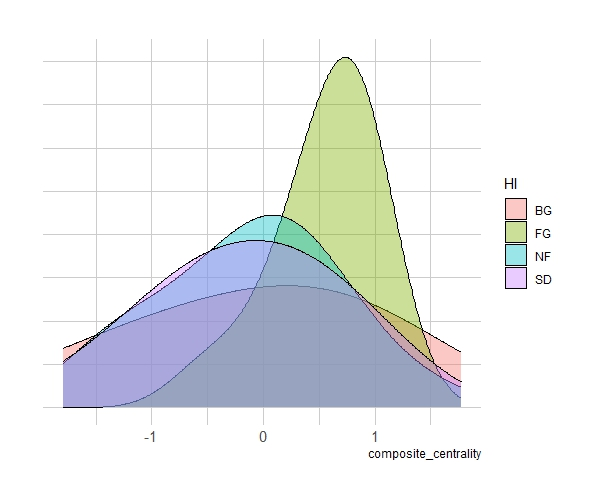 HI
BG
FG
NF
SD
-1 0 1
composite_centrality